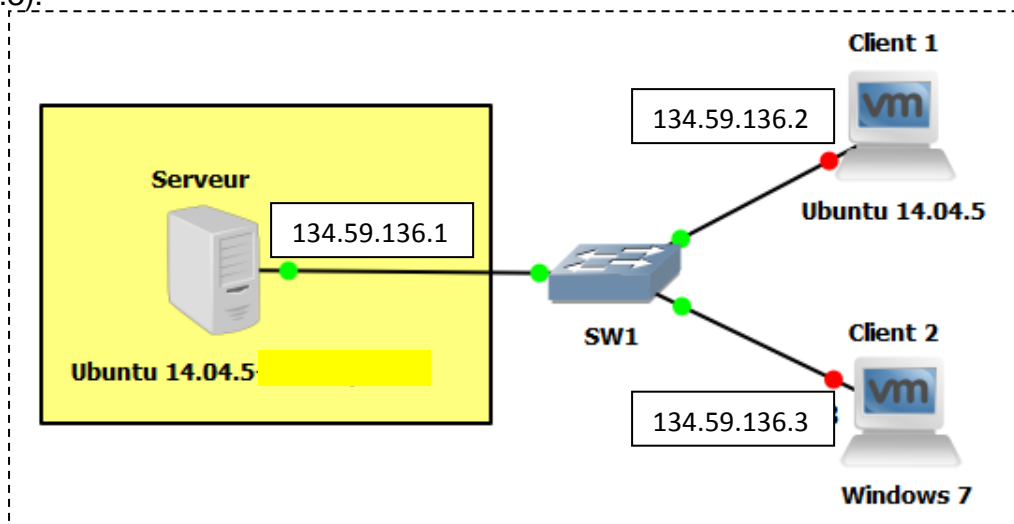 Client 1
134.59.136.2
vm
Serveur
Ubuntu 14.04.5
134.59.136.1
SW1
Ubuntu 14.04.5-
Client 2
vm
134.59.136.3
Windows 7